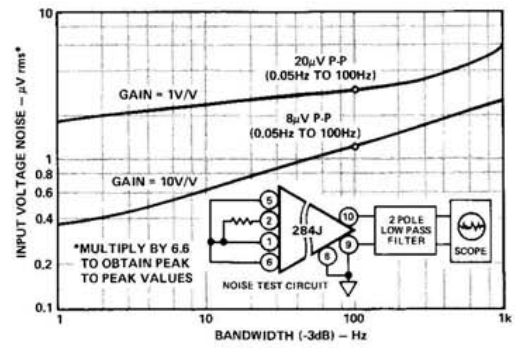 INPUT VOLTAGE NOISE – µV rms*
10
1
0.8
0.6
0.4
0.2
0.1
20µV P-P
(0.05Hz TO 100Hz)
GAIN = 1V/V
8µV P-P
(0.05Hz TO 100Hz)
GAIN = 10V/V
*MULTIPLY BY 6.6
TO OBTAIN PEAK
TO PEAK VALUES
5
2
1
6
284J
10
9
8
2 POLE
LOW PASS
FILTER
SCOPE
NOISE TEST CIRCUIT
1
10
100
1k
BANDWIDTH (-3dB) – Hz